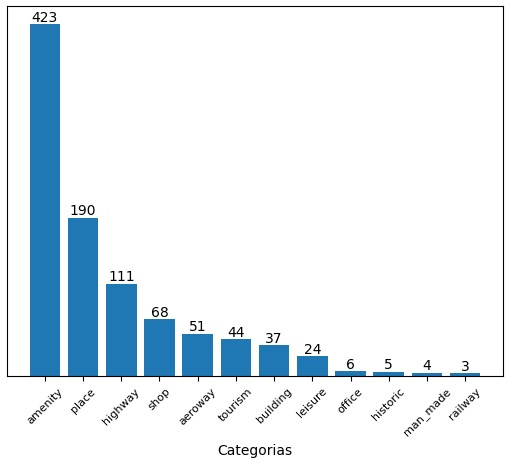 423
190
111
68
51
44
37
24
6
5
4
3
amenity
place
highway
shop
aeroway
tourism
building
leisure
office
historic
man_made
railway
Categorias